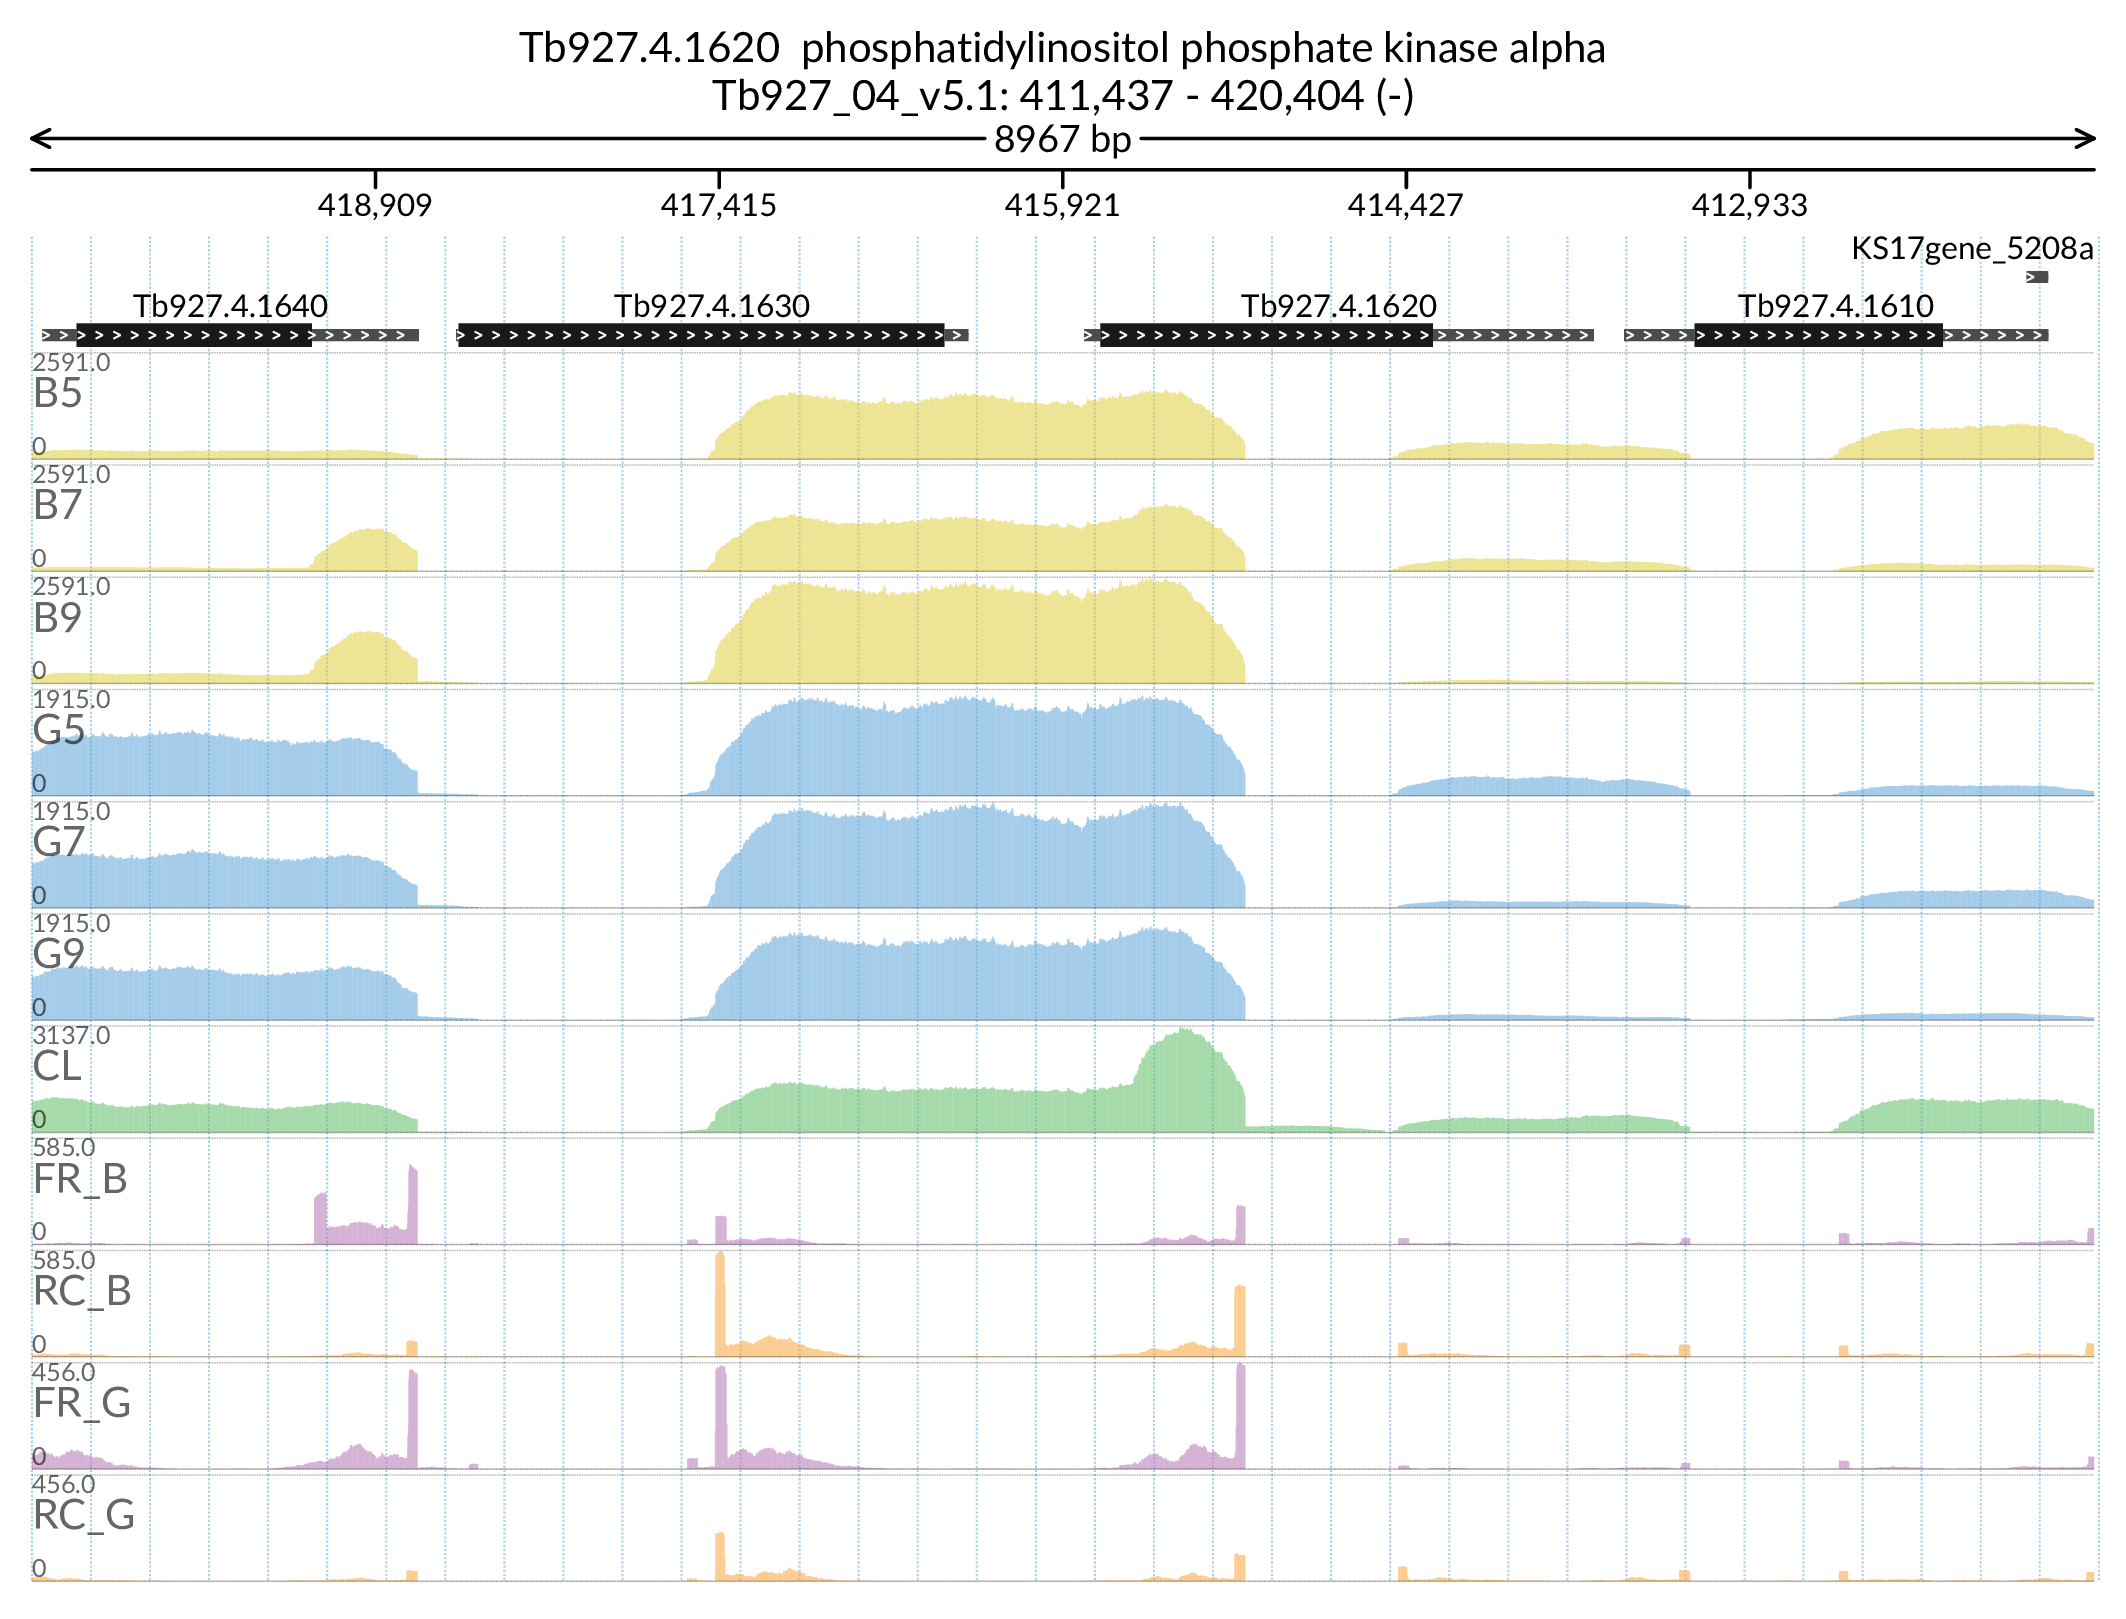 Tb927.4.1620  phosphatidylinositol phosphate kinase alpha
Tb927_04_v5.1: 411,437 - 420,404 (-)
8967 bp
418,909 417,415 415,921 414,427 412,933
KS17gene_5208a
Tb927.4.1640 Tb927.4.1630 Tb927.4.1620 Tb927.4.1610
2591.0
B5
0
2591.0
B7
0
2591.0
B9
0
1915.0
G5
0
1915.0
G7
0
1915.0
G9
0
3137.0
CL
0
585.0
FR_B
0
585.0
RC_B
0
456.0
FR_G
0
456.0
RC_G
0